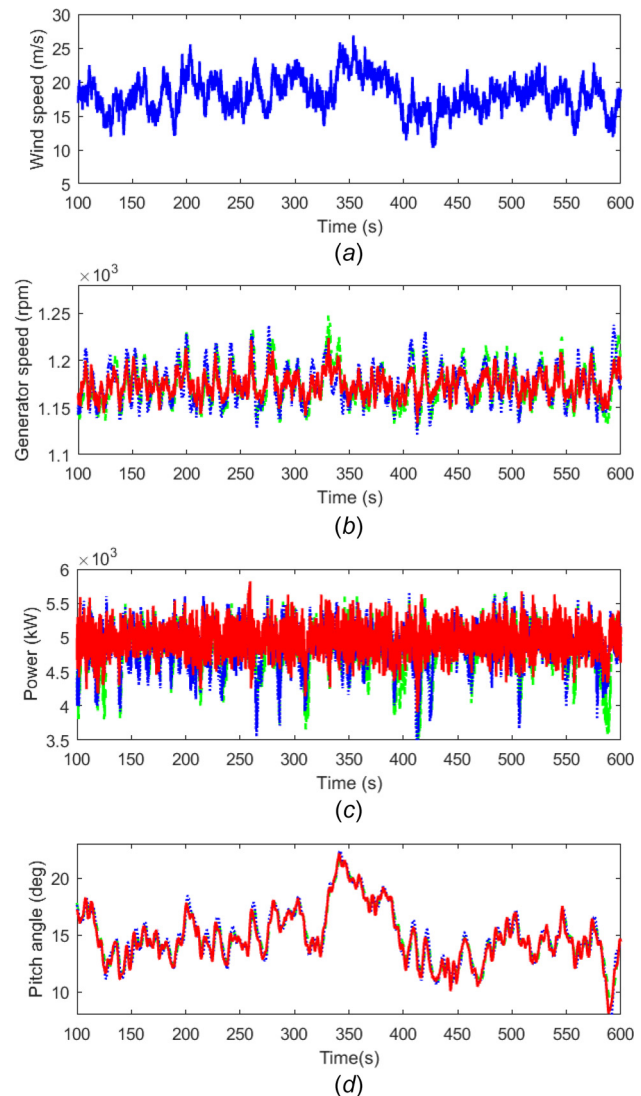 30
25
20
15
10
5
Wind speed (m/s)
100 150 200 250 300 350 400 450 500 550 600
Time (s)
(a)
× 10³
1.25
1.2
1.15
1.1
Generator speed (rpm)
100 150 200 250 300 350 400 450 500 550 600
Time (s)
(b)
× 10³
6
5.5
5
4.5
4
3.5
Power (kW)
100 150 200 250 300 350 400 450 500 550 600
Time (s)
(c)
20
15
10
Pitch angle (deg)
100 150 200 250 300 350 400 450 500 550 600
Time(s)
(d)